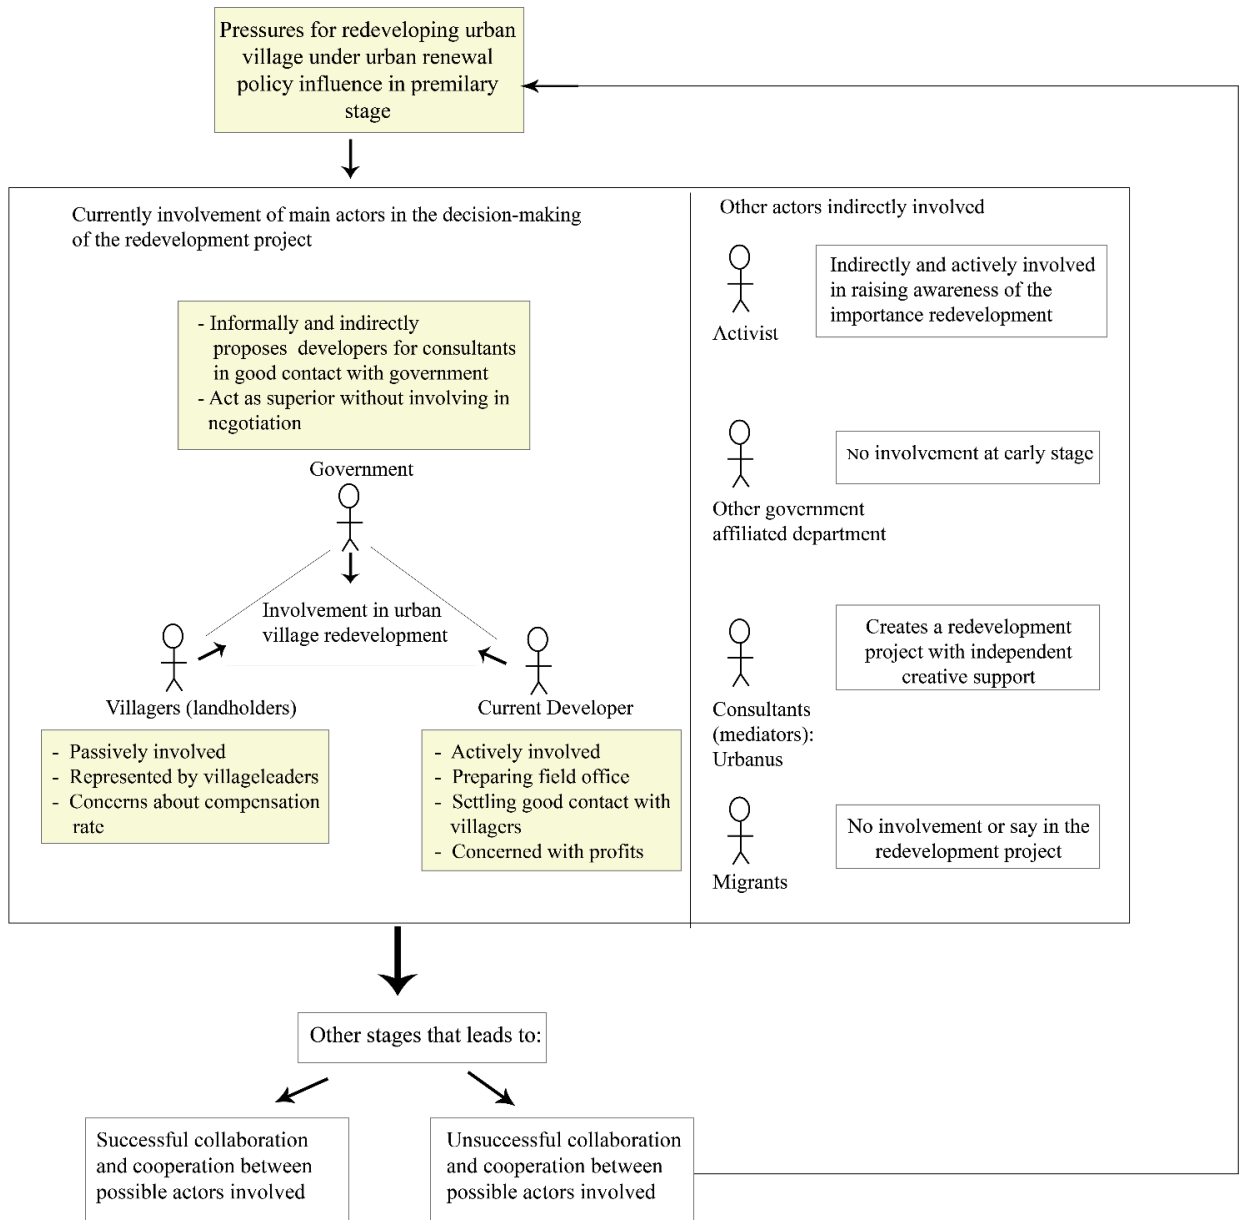 Pressures for redeveloping urban
village under urban renewal
policy influence in premilary
stage
Currently involvement of main actors in the decision-making
of the redevelopment project
- Informally and indirectly
proposes developers for consultants
in good contact with government
- Act as superior without involving in
negotiation
Government
Involvement in urban
village redevelopment
Villagers (landholders)
- Passively involved
- Represented by villageleaders
- Concerns about compensation
rate
Current Developer
- Actively involved
- Preparing field office
- Settling good contact with
villagers
- Concerned with profits
Other actors indirectly involved
Activist
Indirectly and actively involved
in raising awareness of the
importance redevelopment
Other government
affiliated department
No involvement at early stage
Consultants
(mediators):
Urbanus
Creates a redevelopment
project with independent
creative support
Migrants
No involvement or say in the
redevelopment project
Other stages that leads to:
Successful collaboration
and cooperation between
possible actors involved
Unsuccessful collaboration
and cooperation between
possible actors involved